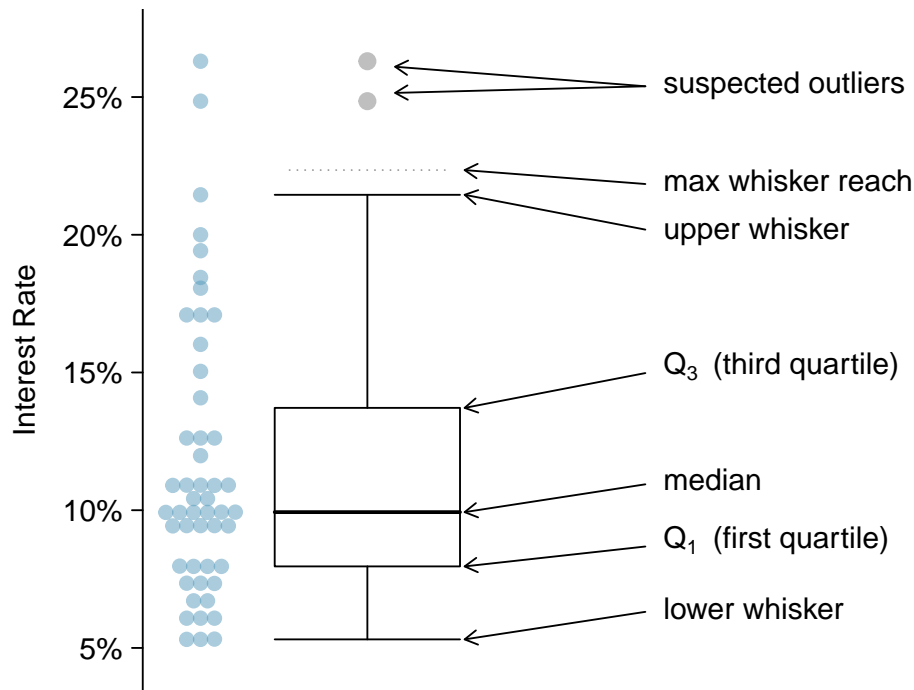 Interest Rate
25%
20%
15%
10%
5%
suspected outliers
max whisker reach
upper whisker
Q₃ (third quartile)
median
Q₁ (first quartile)
lower whisker